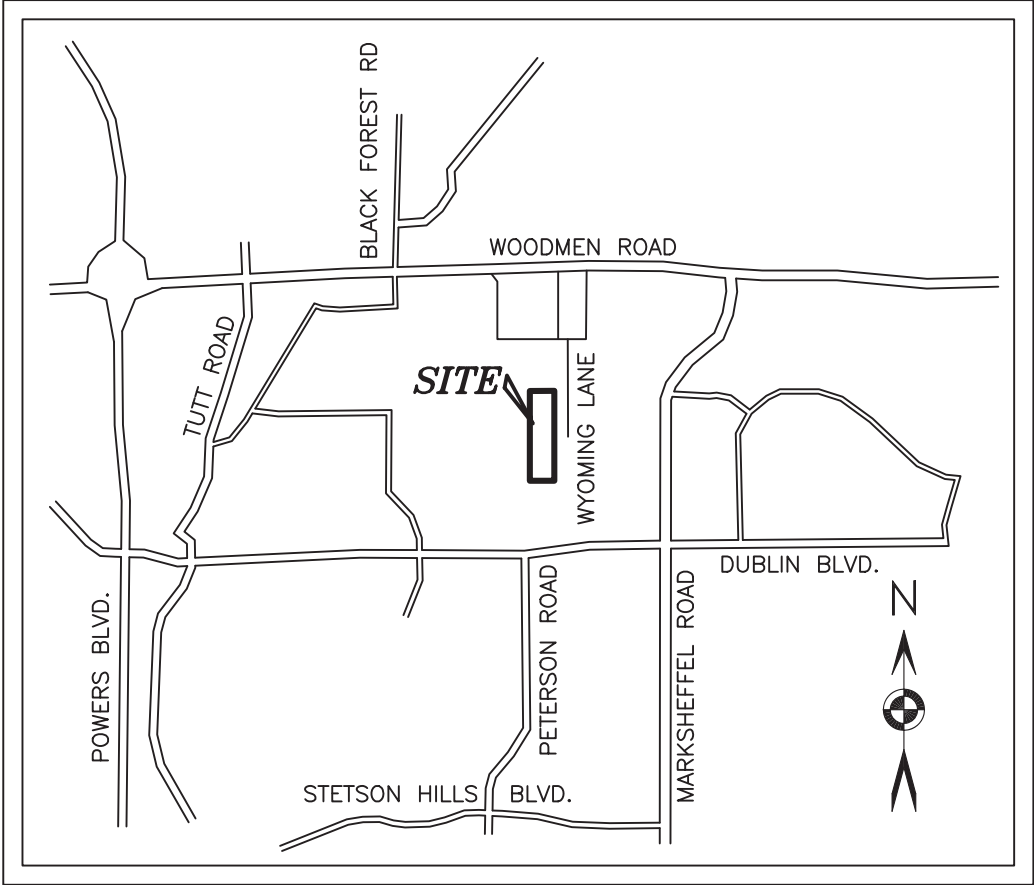 BLACK FOREST RD
WOODMEN ROAD
TUTT ROAD
SITE
WYOMING LANE
DUBLIN BLVD.
POWERS BLVD.
PETERSON ROAD
MARKSHEFFEL ROAD
N
STETSON HILLS BLVD.